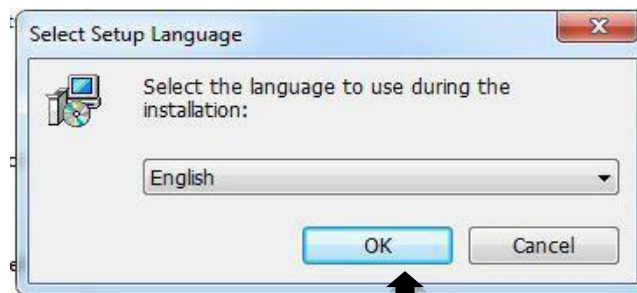 Select Setup Language
Select the language to use during the
installation:
English
OK
Cancel